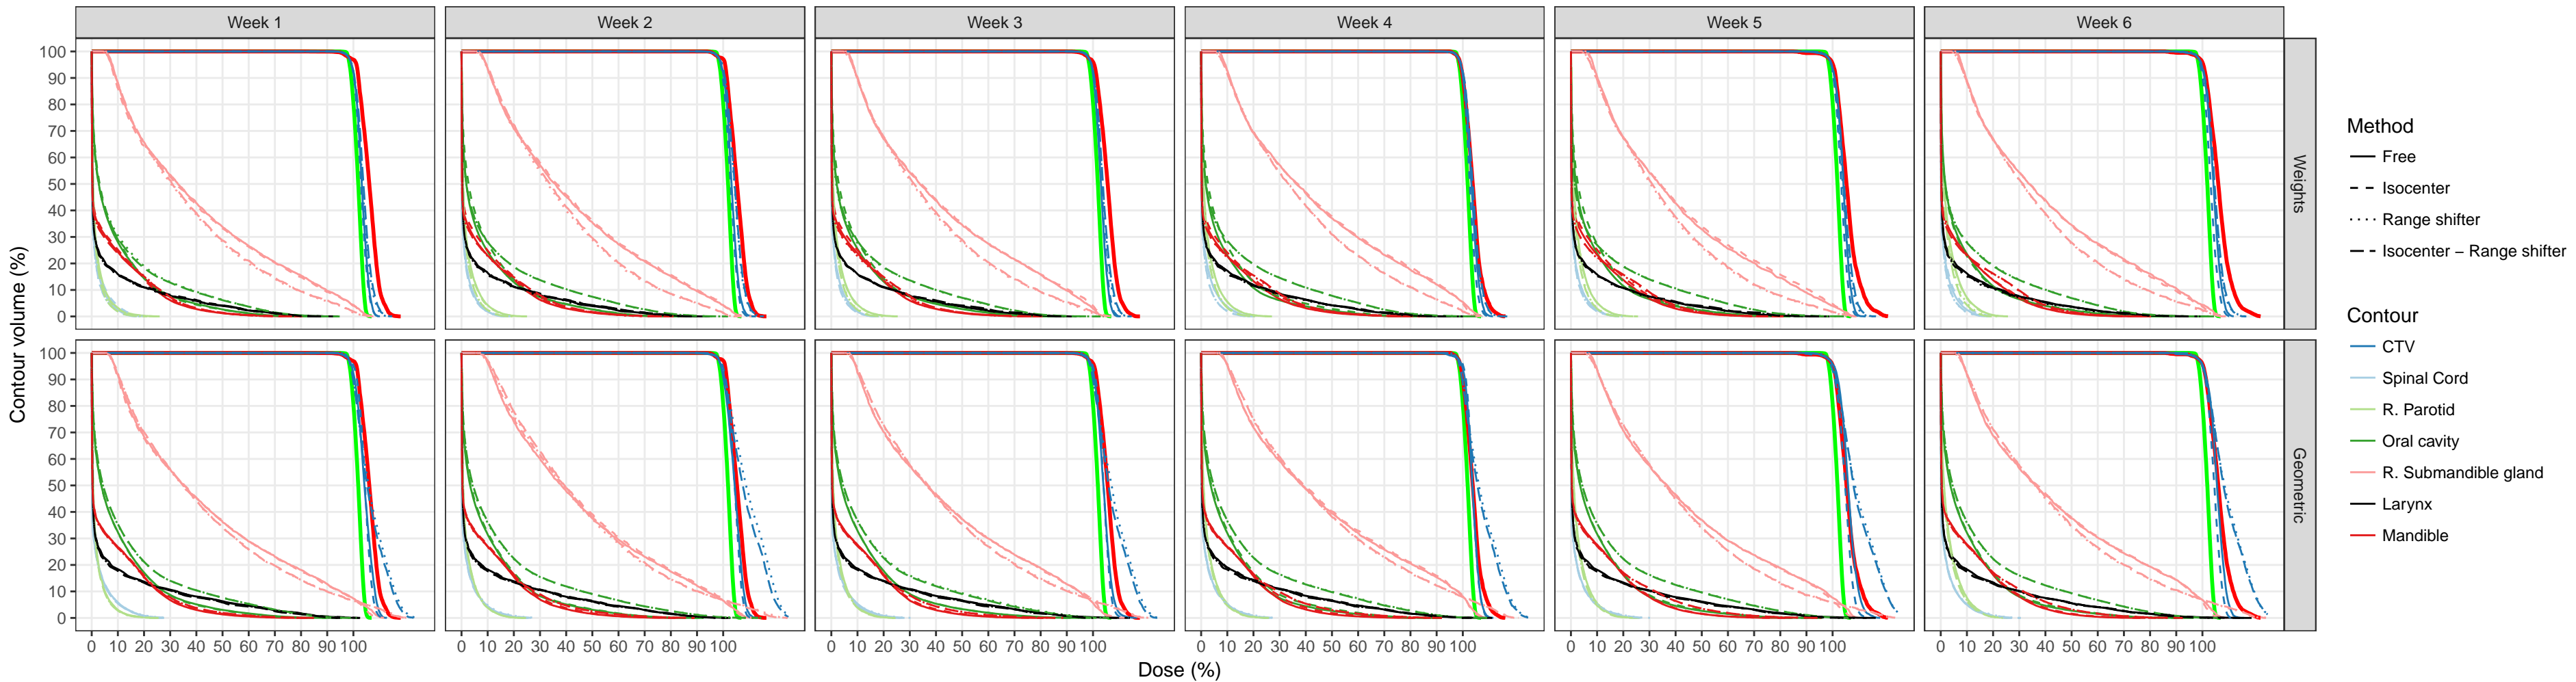 Week 1 Week 2 Week 3 Week 4 Week 5 Week 6
Contour volume (%)
100
90
80
70
60
50
40
30
20
10
0
Weights
100
90
80
70
60
50
40
30
20
10
0
Geometric
0 10 20 30 40 50 60 70 80 90 100 0 10 20 30 40 50 60 70 80 90 100 0 10 20 30 40 50 60 70 80 90 100 0 10 20 30 40 50 60 70 80 90 100 0 10 20 30 40 50 60 70 80 90 100 0 10 20 30 40 50 60 70 80 90 100
Dose (%)
Method
Free
Isocenter
Range shifter
Isocenter − Range shifter
Contour
CTV
Spinal Cord
R. Parotid
Oral cavity
R. Submandible gland
Larynx
Mandible